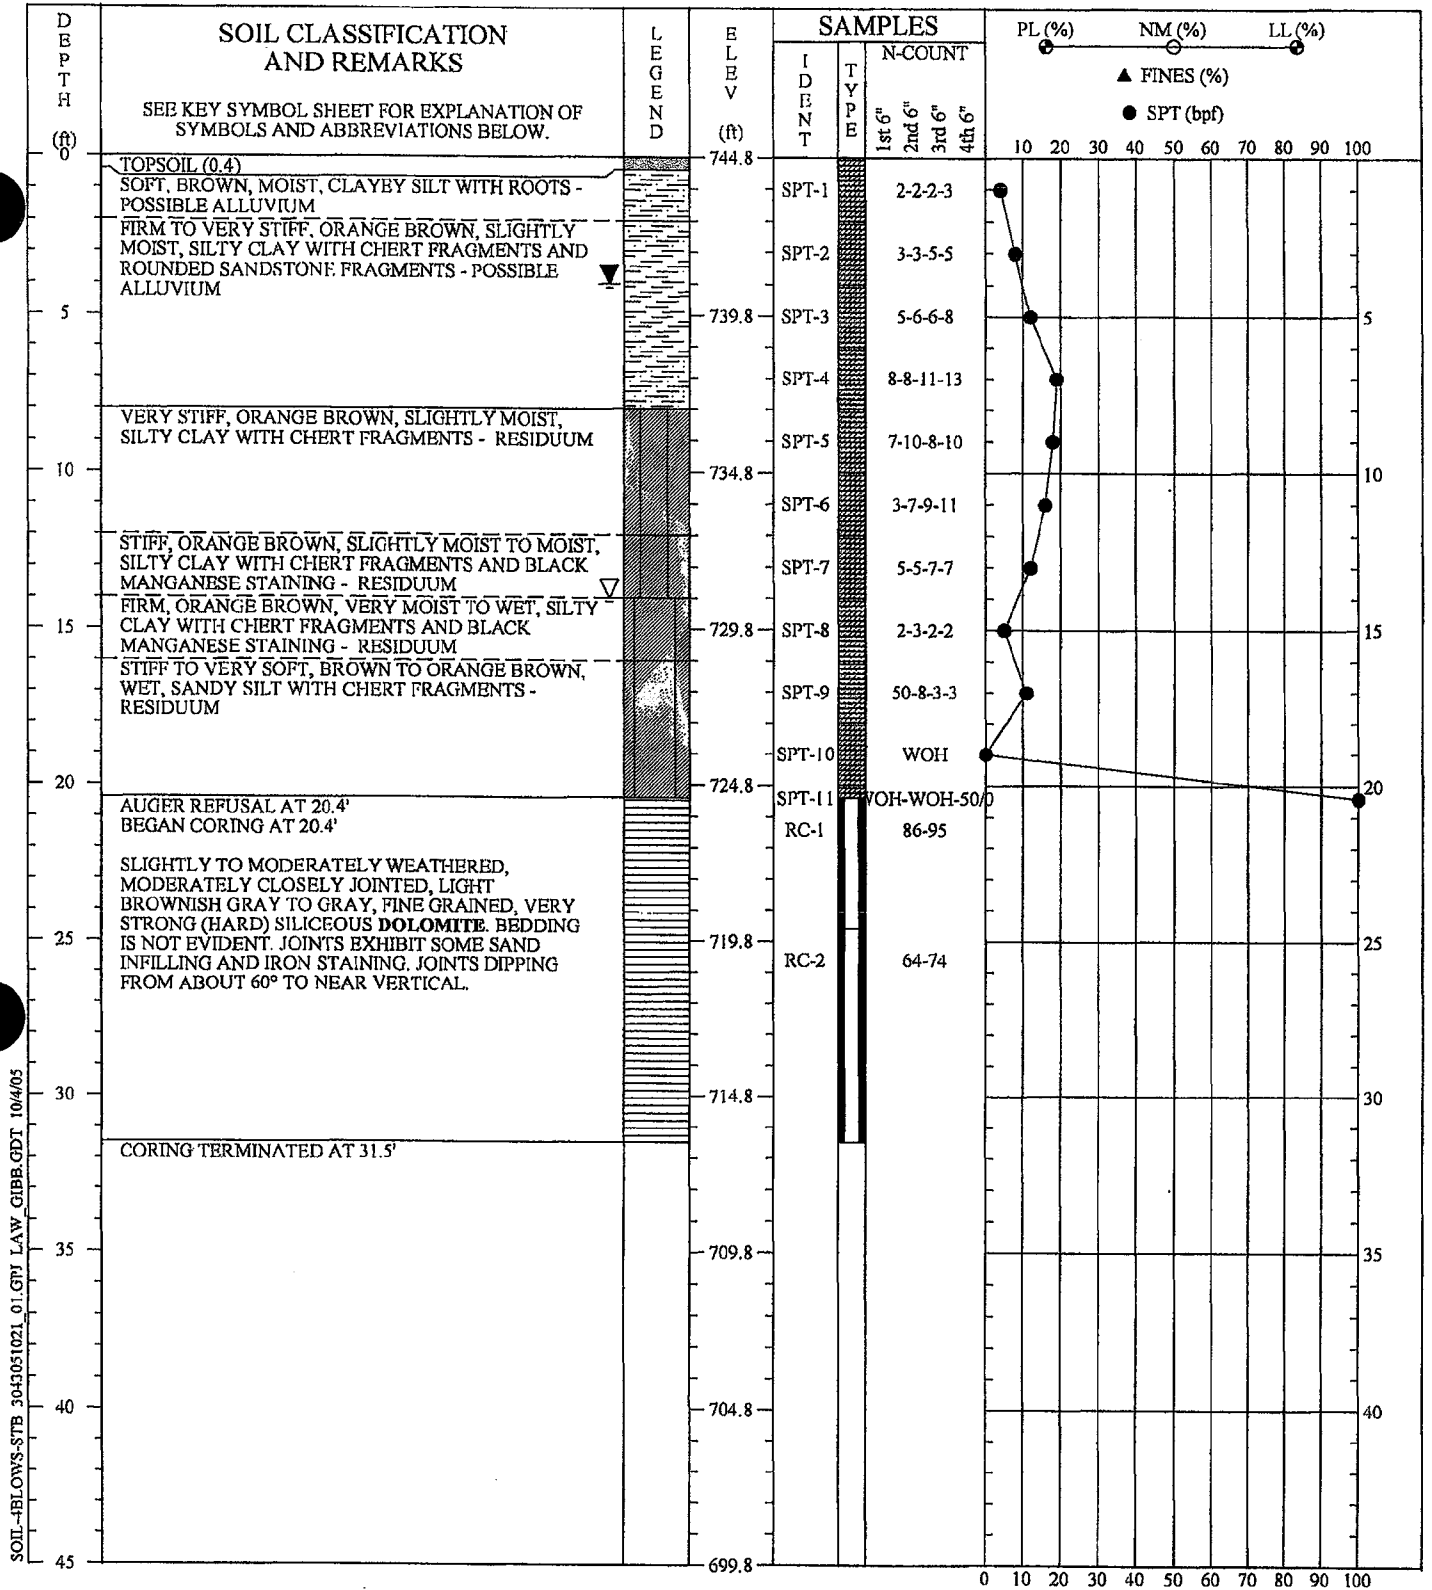 DEPTH (ft)
SOIL CLASSIFICATION
AND REMARKS
SEE KEY SYMBOL SHEET FOR EXPLANATION OF
SYMBOLS AND ABBREVIATIONS BELOW.
LEGEND
ELEV (ft)
SAMPLES
IDENT
TYPE
N-COUNT
1st 6"
2nd 6"
3rd 6"
4th 6"
PL (%) NM (%) LL (%)
▲ FINES (%)
● SPT (bpf)
10 20 30 40 50 60 70 80 90 100
0
744.8
TOPSOIL (0.4)
SOFT, BROWN, MOIST, CLAYEY SILT WITH ROOTS -
POSSIBLE ALLUVIUM
SPT-1 2-2-2-3
FIRM TO VERY STIFF, ORANGE BROWN, SLIGHTLY
MOIST, SILTY CLAY WITH CHERT FRAGMENTS AND
ROUNDED SANDSTONE FRAGMENTS - POSSIBLE
ALLUVIUM
SPT-2 3-3-5-5
5 739.8 SPT-3 5-6-6-8 5
SPT-4 8-8-11-13
VERY STIFF, ORANGE BROWN, SLIGHTLY MOIST,
SILTY CLAY WITH CHERT FRAGMENTS - RESIDUUM
SPT-5 7-10-8-10
10 734.8 10
SPT-6 3-7-9-11
STIFF, ORANGE BROWN, SLIGHTLY MOIST TO MOIST,
SILTY CLAY WITH CHERT FRAGMENTS AND BLACK
MANGANESE STAINING - RESIDUUM
SPT-7 5-5-7-7
FIRM, ORANGE BROWN, VERY MOIST TO WET, SILTY
CLAY WITH CHERT FRAGMENTS AND BLACK
MANGANESE STAINING - RESIDUUM
15 729.8 SPT-8 2-3-2-2 15
STIFF TO VERY SOFT, BROWN TO ORANGE BROWN,
WET, SANDY SILT WITH CHERT FRAGMENTS -
RESIDUUM
SPT-9 50-8-3-3
SPT-10 WOH
20 724.8 20
SPT-11 WOH-WOH-50/0
AUGER REFUSAL AT 20.4'
BEGAN CORING AT 20.4'
RC-1 86-95
SLIGHTLY TO MODERATELY WEATHERED,
MODERATELY CLOSELY JOINTED, LIGHT
BROWNISH GRAY TO GRAY, FINE GRAINED, VERY
STRONG (HARD) SILICEOUS DOLOMITE. BEDDING
IS NOT EVIDENT. JOINTS EXHIBIT SOME SAND
INFILLING AND IRON STAINING. JOINTS DIPPING
FROM ABOUT 60° TO NEAR VERTICAL.
25 719.8 25
RC-2 64-74
30 714.8 30
CORING TERMINATED AT 31.5'
35 709.8 35
40 704.8 40
45 699.8
0 10 20 30 40 50 60 70 80 90 100
SOIL-4BLOWS-STB 3043051021_01.GPJ LAW_GIBB.GDT 10/4/05